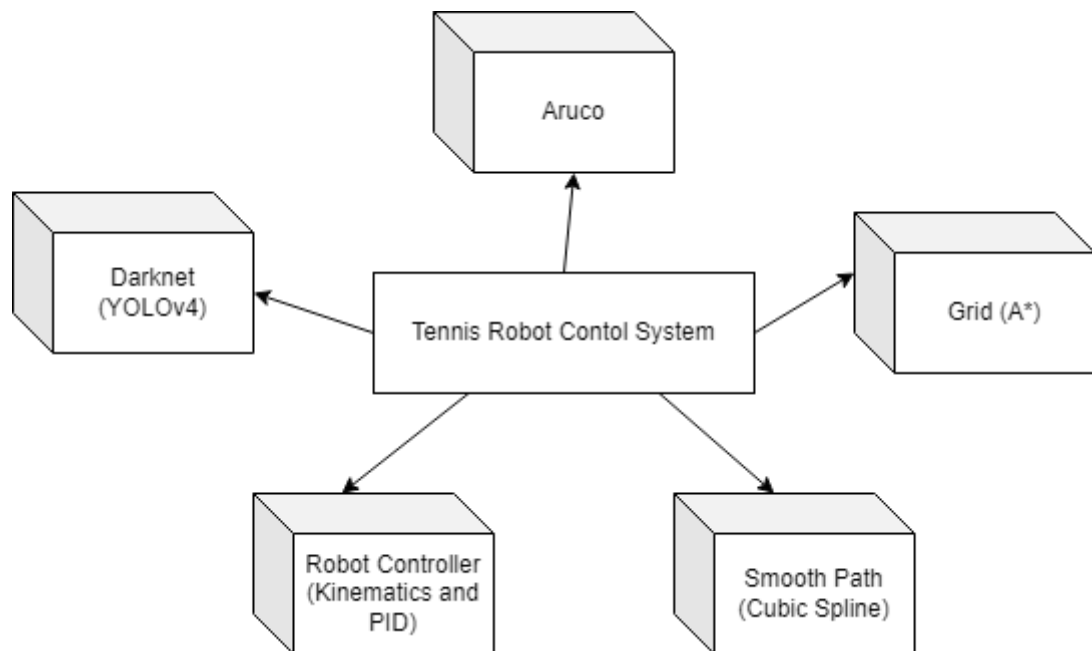 Aruco
Darknet
(YOLOv4)
Tennis Robot Contol System
Grid (A*)
Robot Controller
(Kinematics and
PID)
Smooth Path
(Cubic Spline)